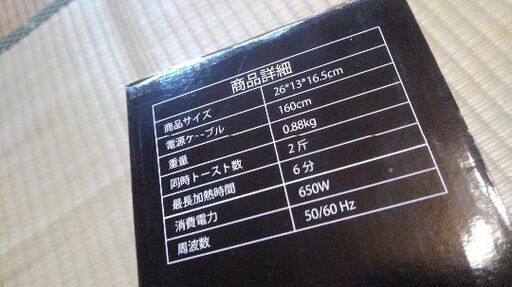 商品詳細
商品サイズ 26*13*16.5cm
電源ケーブル 160cm
重量 0.88kg
同時トースト数 2斤
最長加熱時間 6分
消費電力 650W
周波数 50/60 Hz